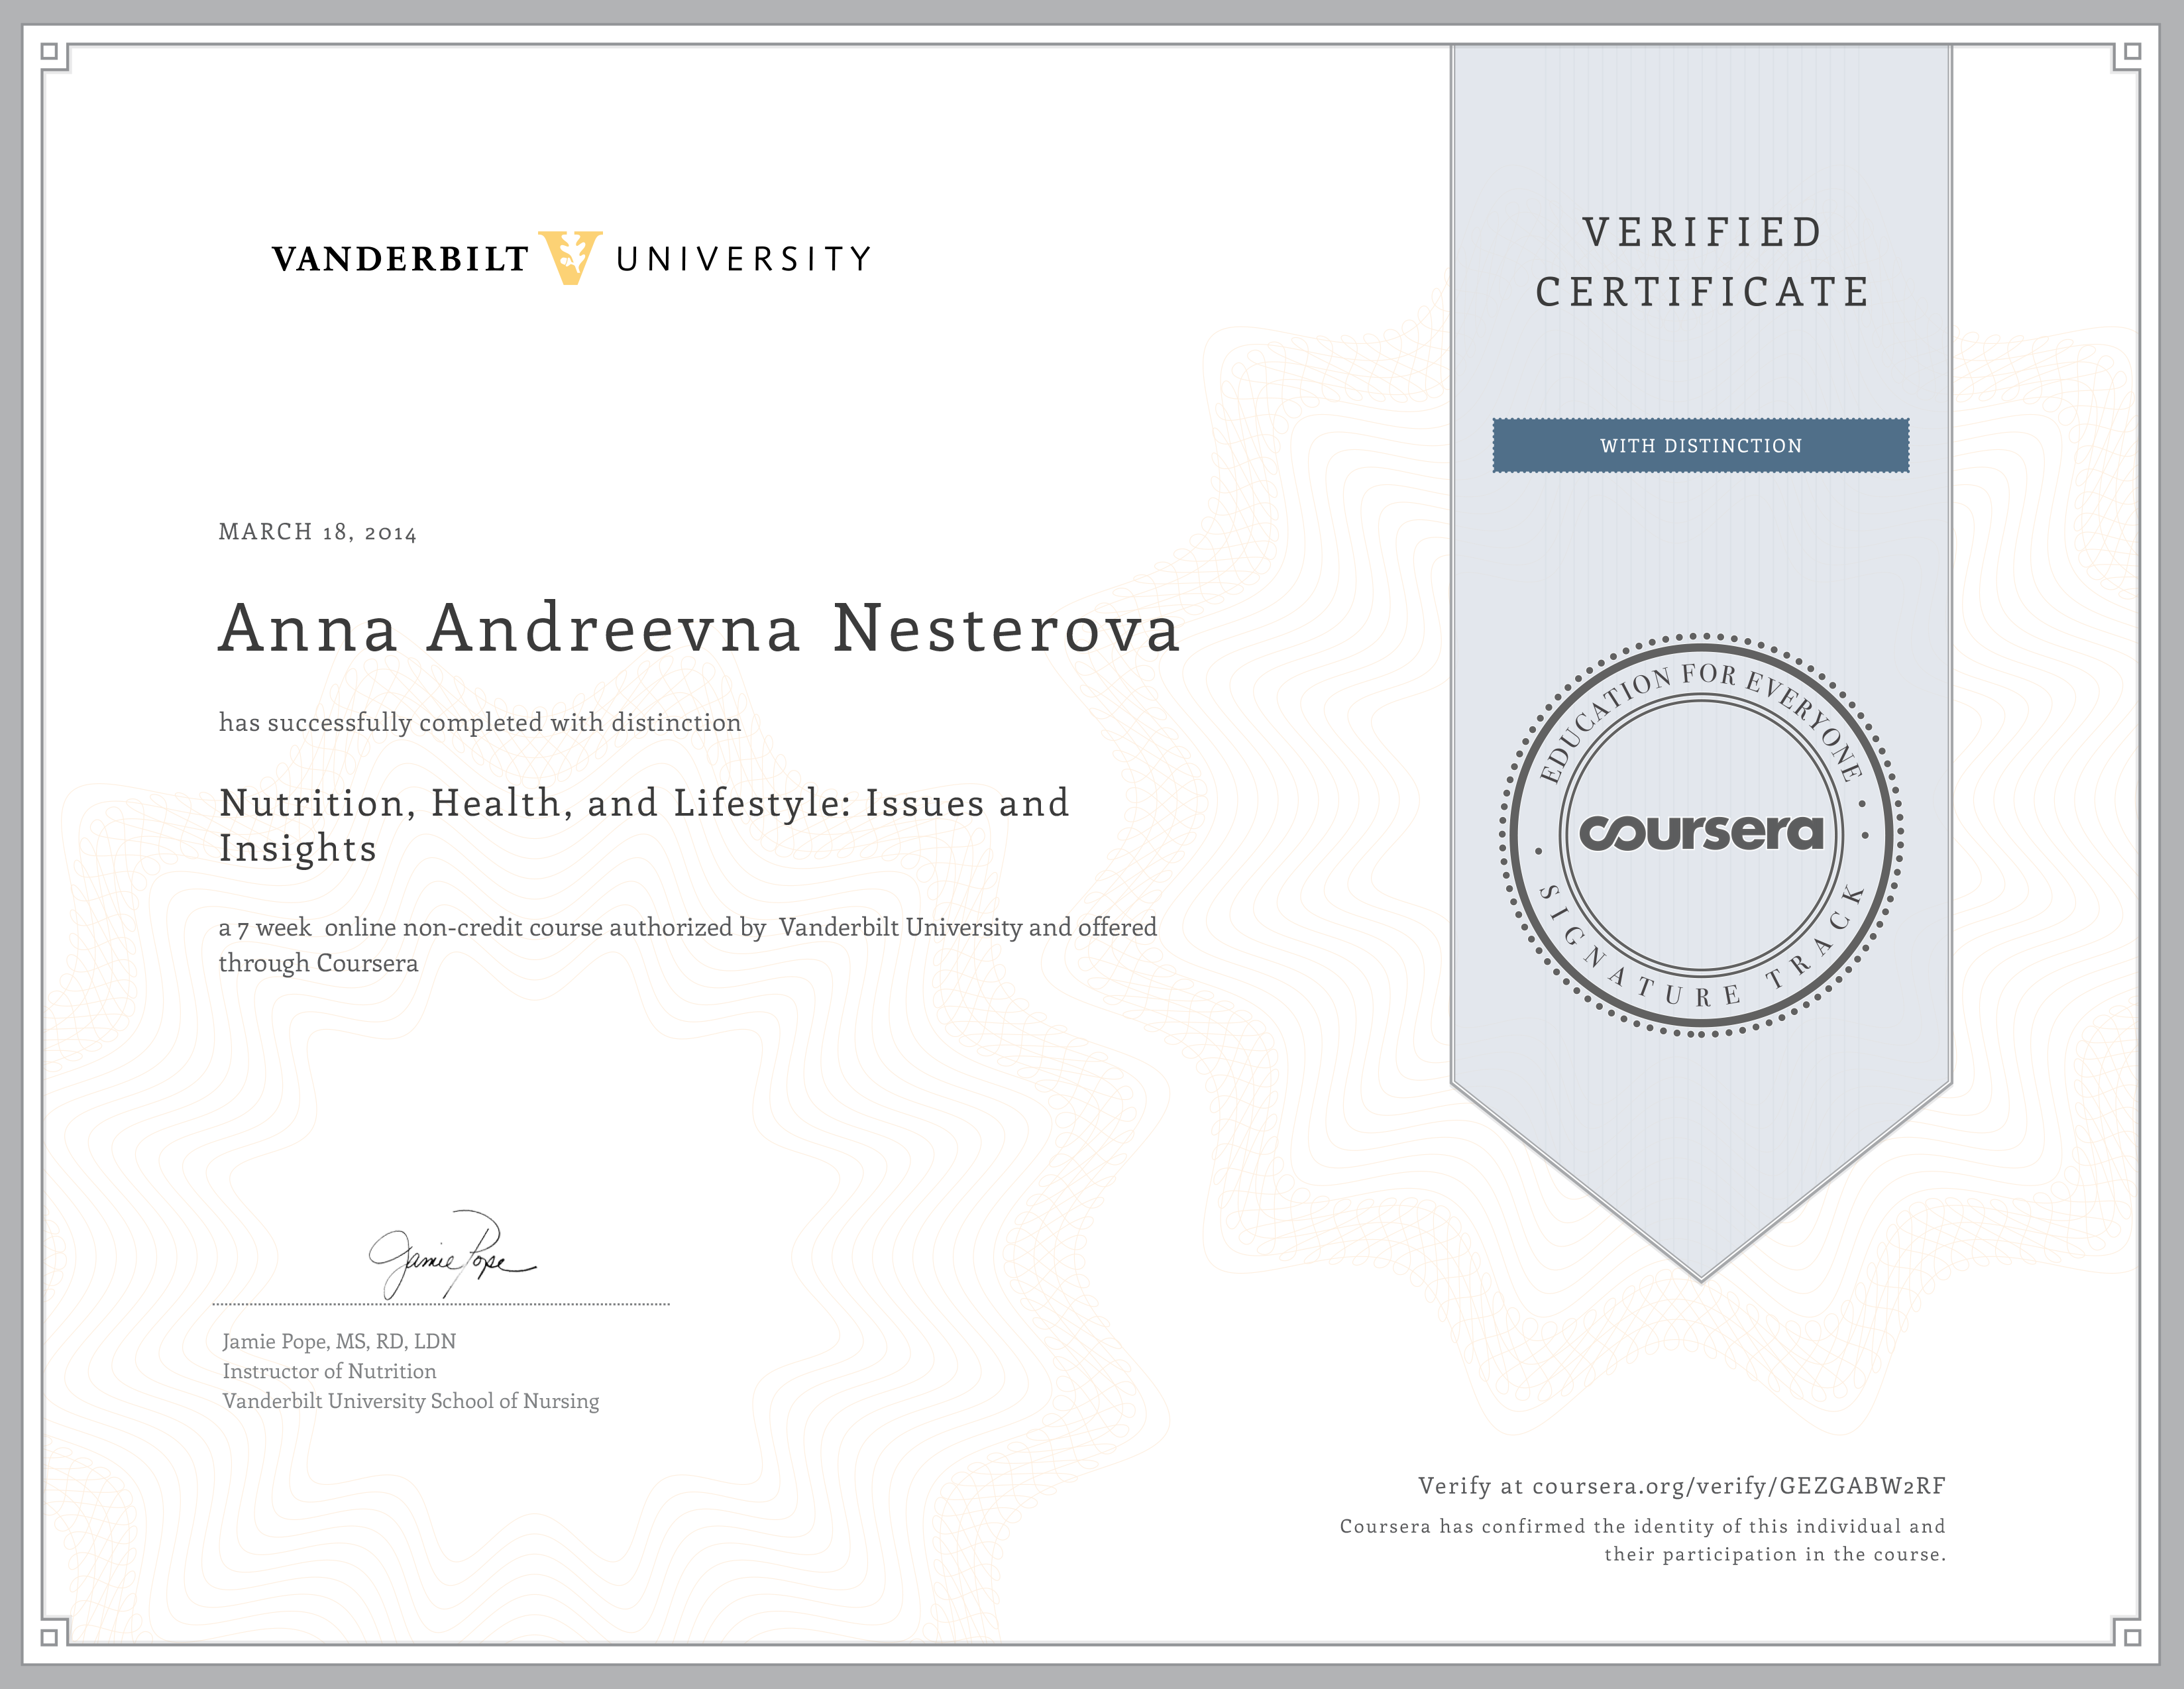 VANDERBILT V UNIVERSITY
VERIFIED
CERTIFICATE
WITH DISTINCTION
MARCH 18, 2014
Anna Andreevna Nesterova
has successfully completed with distinction
Nutrition, Health, and Lifestyle: Issues and
Insights
a 7 week online non-credit course authorized by Vanderbilt University and offered
through Coursera
EDUCATION FOR EVERYONE
coursera
SIGNATURE TRACK
Jamie Pope
Jamie Pope, MS, RD, LDN
Instructor of Nutrition
Vanderbilt University School of Nursing
Verify at coursera.org/verify/GEZGABW2RF
Coursera has confirmed the identity of this individual and
their participation in the course.